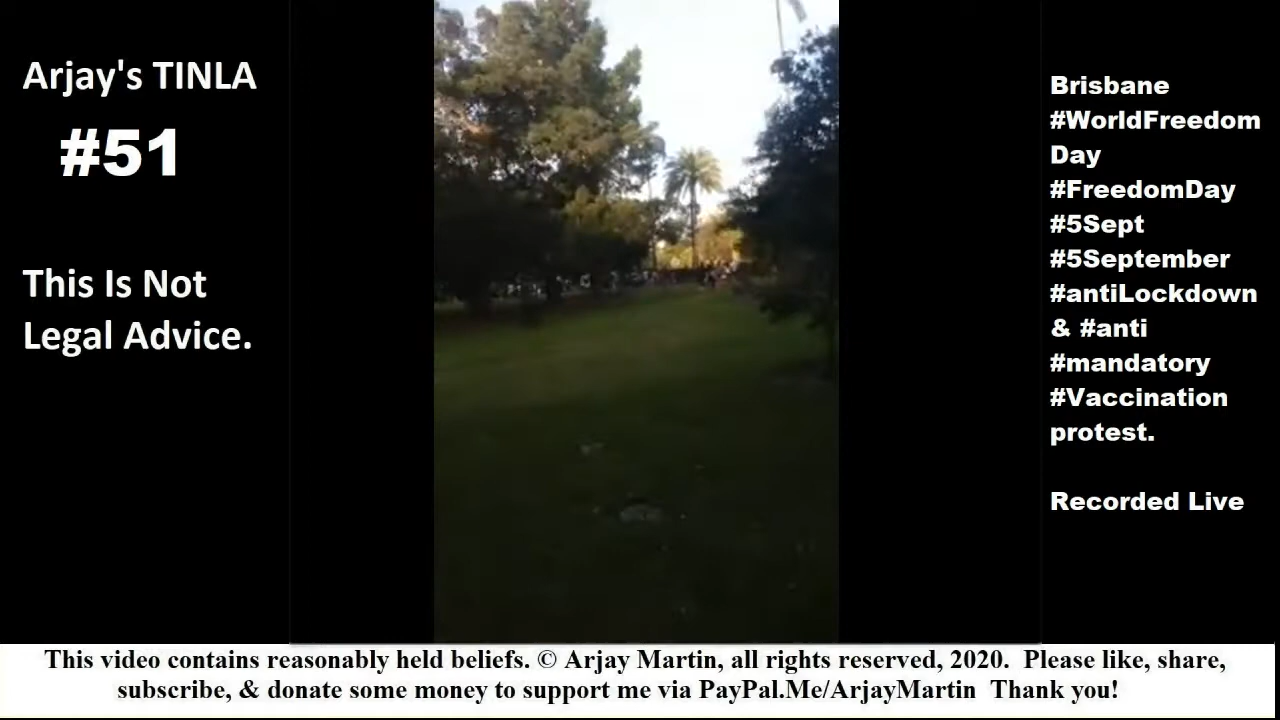 Arjay's TINLA
#51
This Is Not
Legal Advice.
Brisbane
#WorldFreedom
Day
#FreedomDay
#5Sept
#5September
#antiLockdown
& #anti
#mandatory
#Vaccination
protest.
Recorded Live
This video contains reasonably held beliefs. © Arjay Martin, all rights reserved, 2020.  Please like, share,
subscribe, & donate some money to support me via PayPal.Me/ArjayMartin  Thank you!